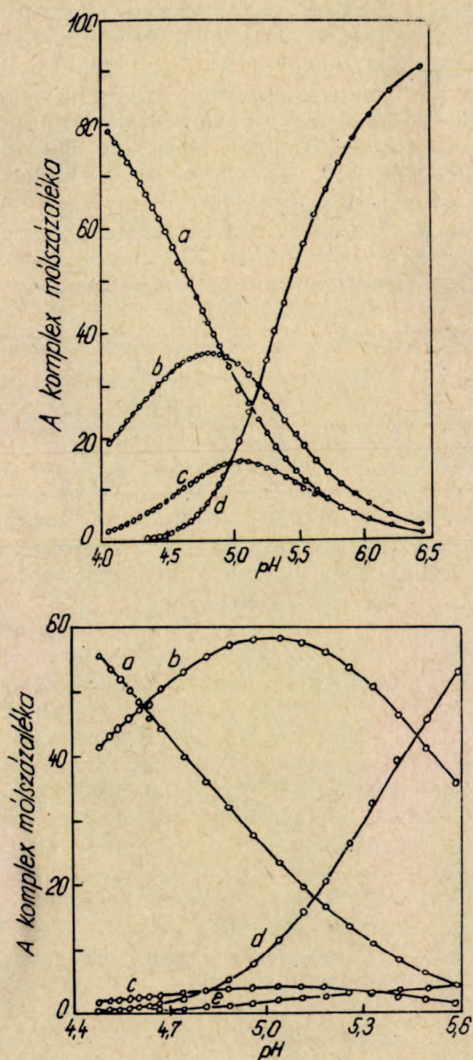 100
80
60
40
20
0
A komplex mólszázaléka
a
b
c
d
4,0 4,5 5,0 5,5 6,0 6,5
pH
60
40
20
0
A komplex mólszázaléka
a
b
d
c
e
4,4 4,7 5,0 5,3 5,6
pH